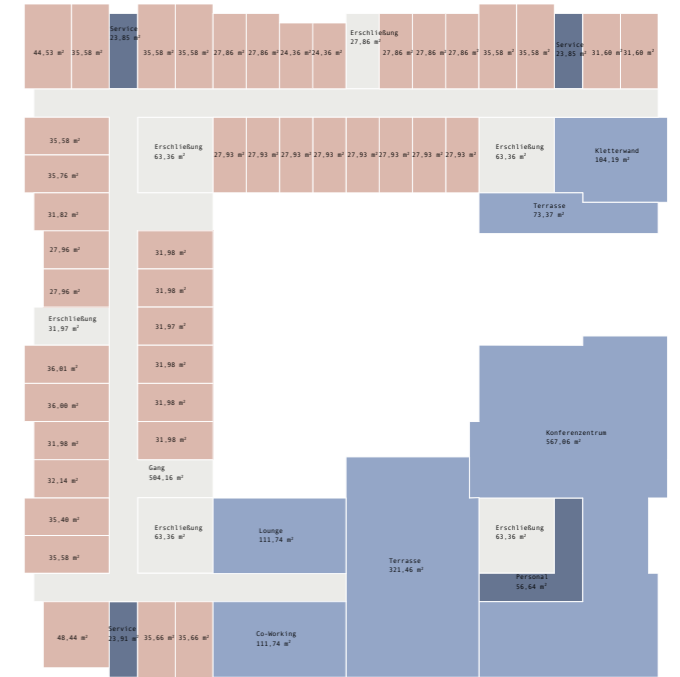 Service
23,85 m²
44,53 m² 35,58 m² 35,58 m² 35,58 m² 27,86 m² 27,86 m² 24,36 m² 24,36 m²
Erschließung
27,86 m²
27,86 m² 27,86 m² 27,86 m² 35,58 m² 35,58 m²
Service
23,85 m²
31,60 m² 31,60 m²
35,58 m²
35,76 m²
Erschließung
63,36 m²
27,93 m² 27,93 m² 27,93 m² 27,93 m² 27,93 m² 27,93 m² 27,93 m² 27,93 m²
Erschließung
63,36 m²
Kletterwand
104,19 m²
31,82 m²
Terrasse
73,37 m²
27,96 m²
31,98 m²
27,96 m²
31,98 m²
Erschließung
31,97 m²
31,97 m²
36,01 m²
31,98 m²
36,00 m²
31,98 m²
31,98 m²
31,98 m²
Konferenzentrum
567,06 m²
32,14 m²
Gang
504,16 m²
35,40 m²
35,58 m²
Erschließung
63,36 m²
Lounge
111,74 m²
Terrasse
321,46 m²
Erschließung
63,36 m²
Personal
56,64 m²
48,44 m²
Service
23,91 m²
35,66 m² 35,66 m²
Co-Working
111,74 m²